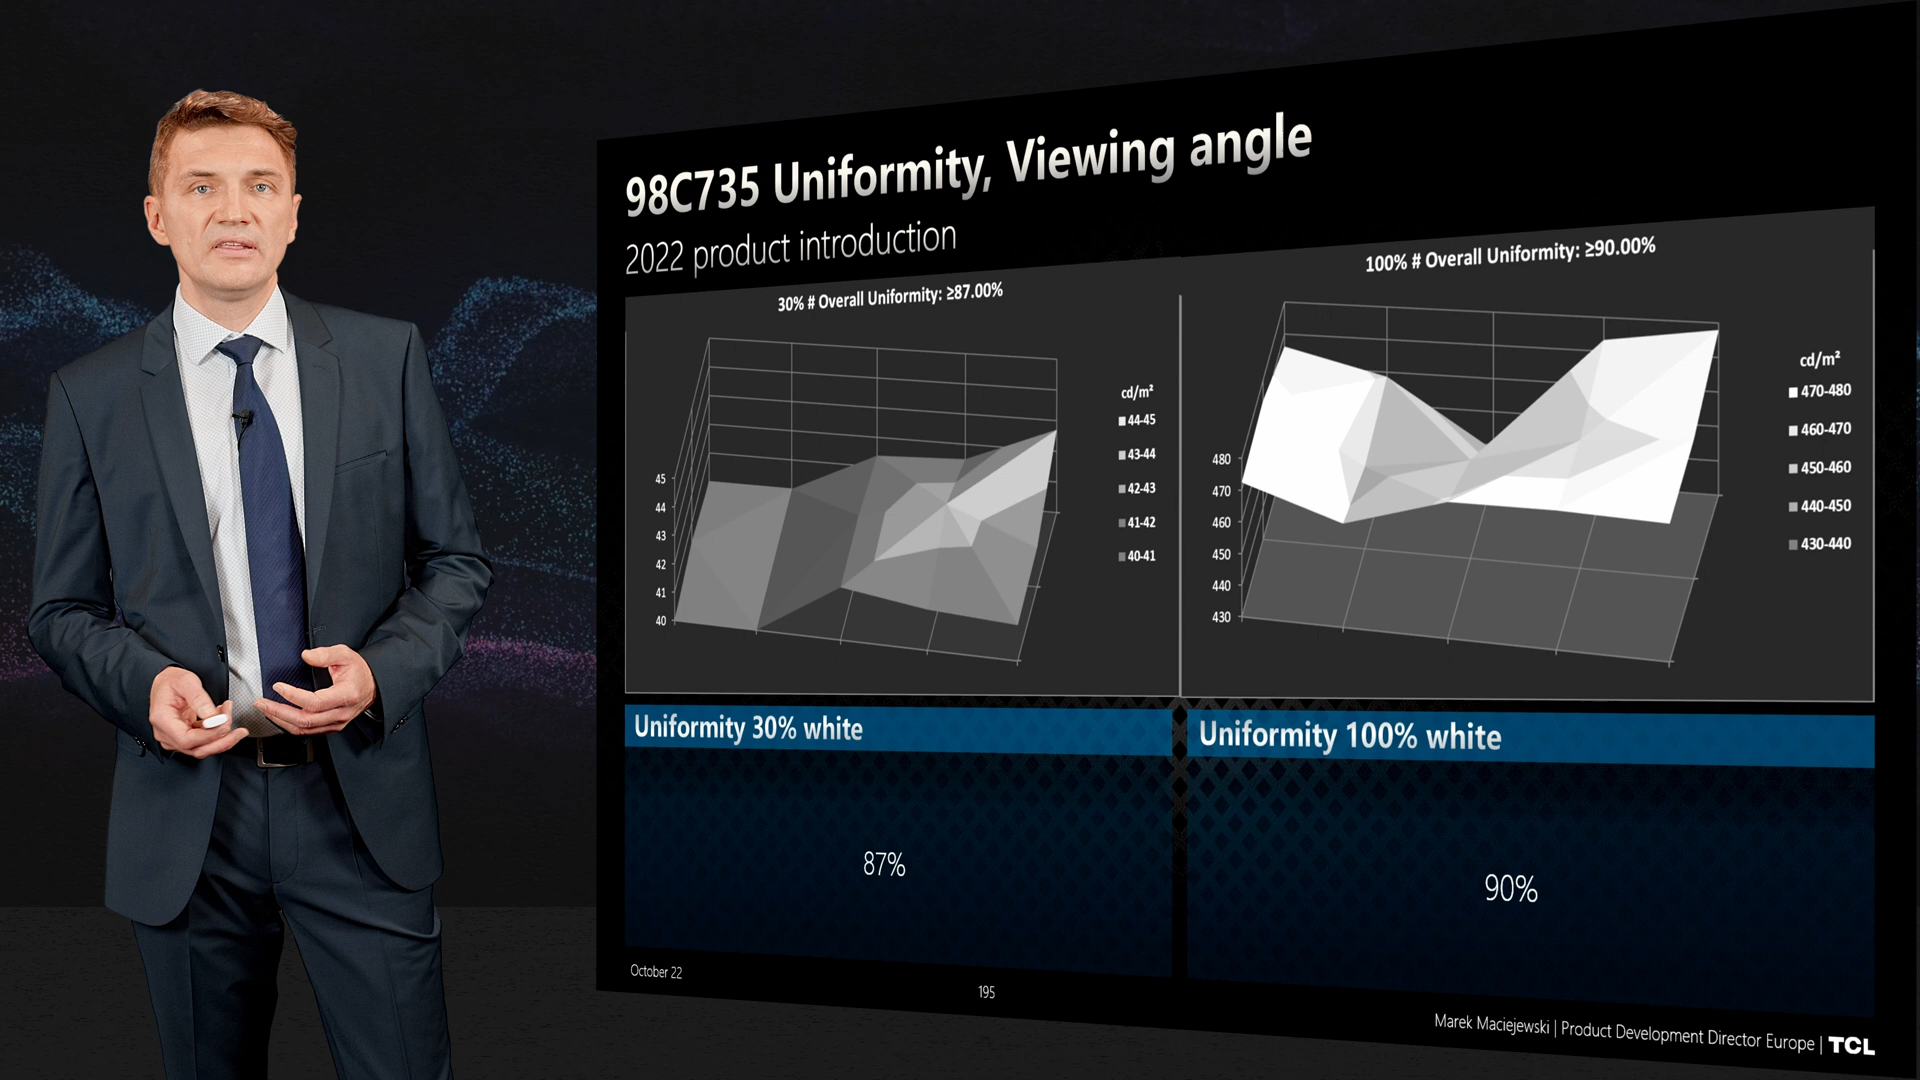 98C735 Uniformity, Viewing angle
2022 product introduction
30% # Overall Uniformity: ≥87.00%
45
44
43
42
41
40
cd/m²
44-45
43-44
42-43
41-42
40-41
100% # Overall Uniformity: ≥90.00%
480
470
460
450
440
430
cd/m²
470-480
460-470
450-460
440-450
430-440
Uniformity 30% white
87%
Uniformity 100% white
90%
October 22
195
Marek Maciejewski | Product Development Director Europe | TCL